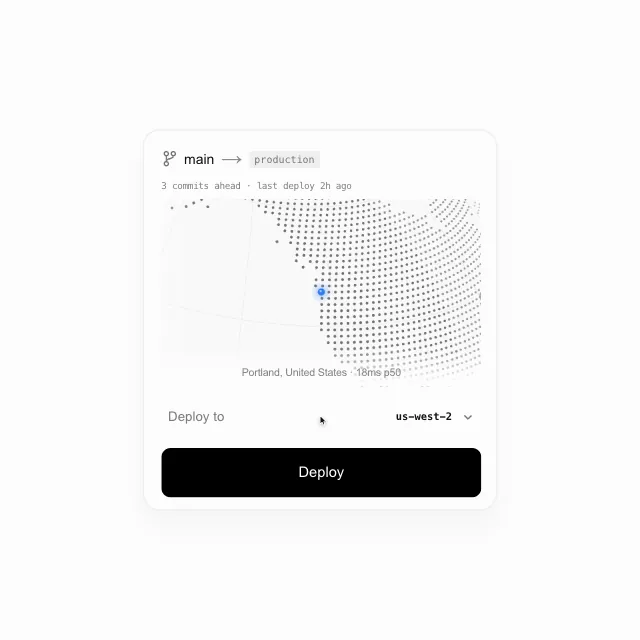 main → production
3 commits ahead · last deploy 2h ago
Portland, United States · 18ms p50
Deploy to us-west-2
Deploy